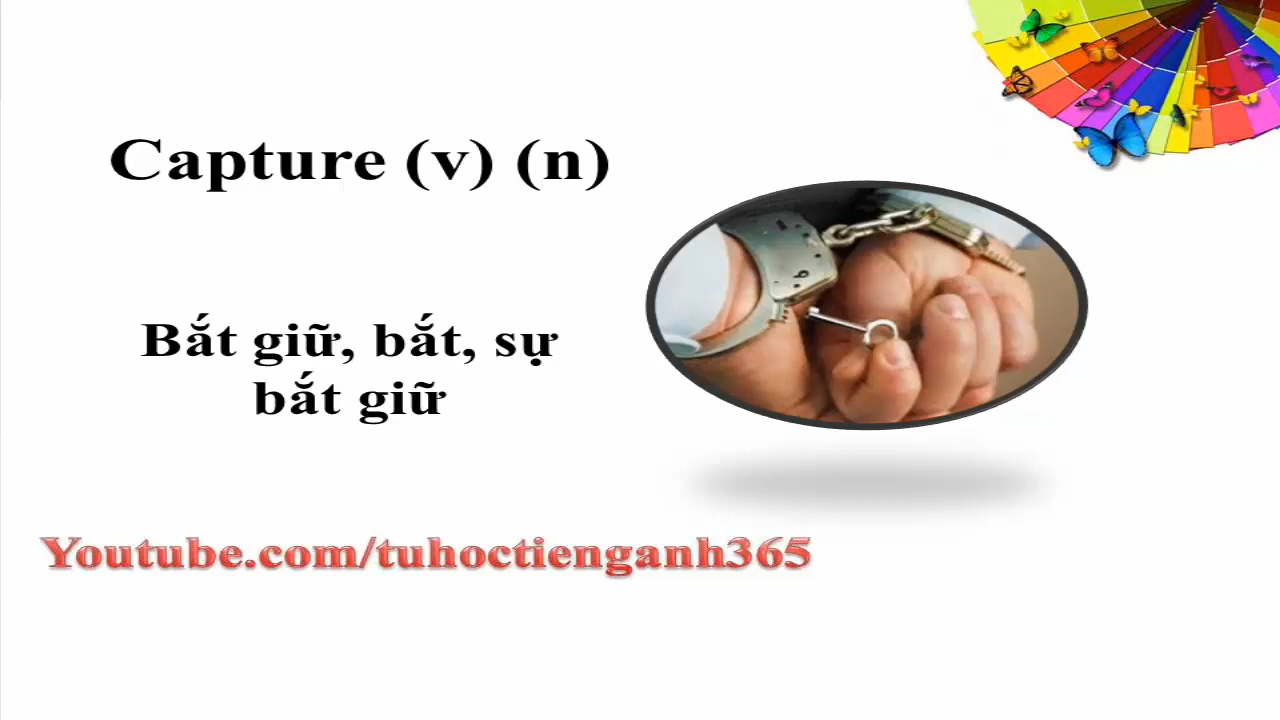 Capture (v) (n)
Bắt giữ, bắt, sự
bắt giữ
Youtube.com/tuhoctienganh365